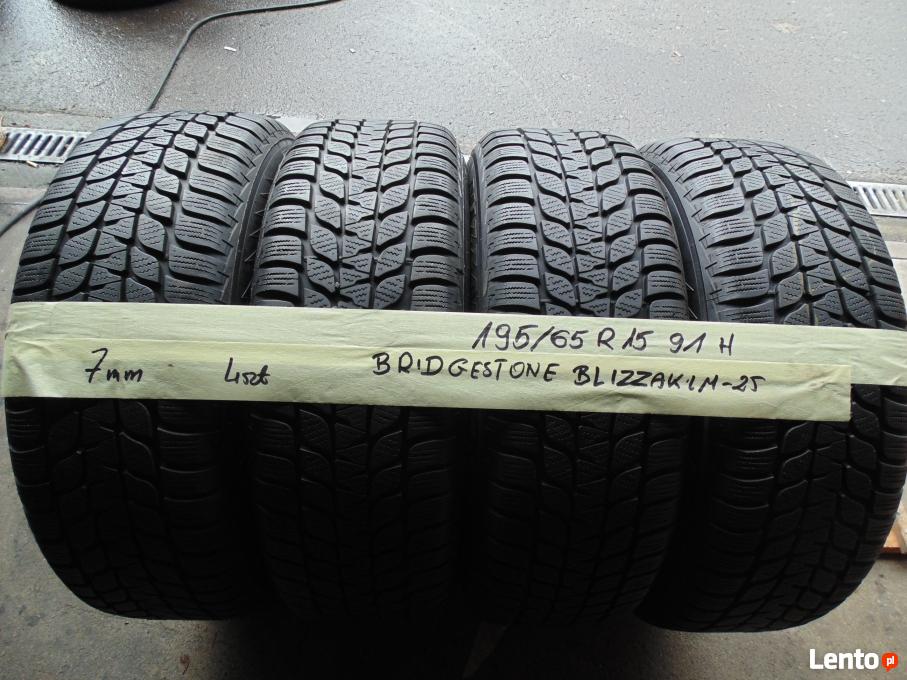 195/65 R15 91 H
7mm 4szt BRIDGESTONE BLIZZAK LM-25
Lento.pl